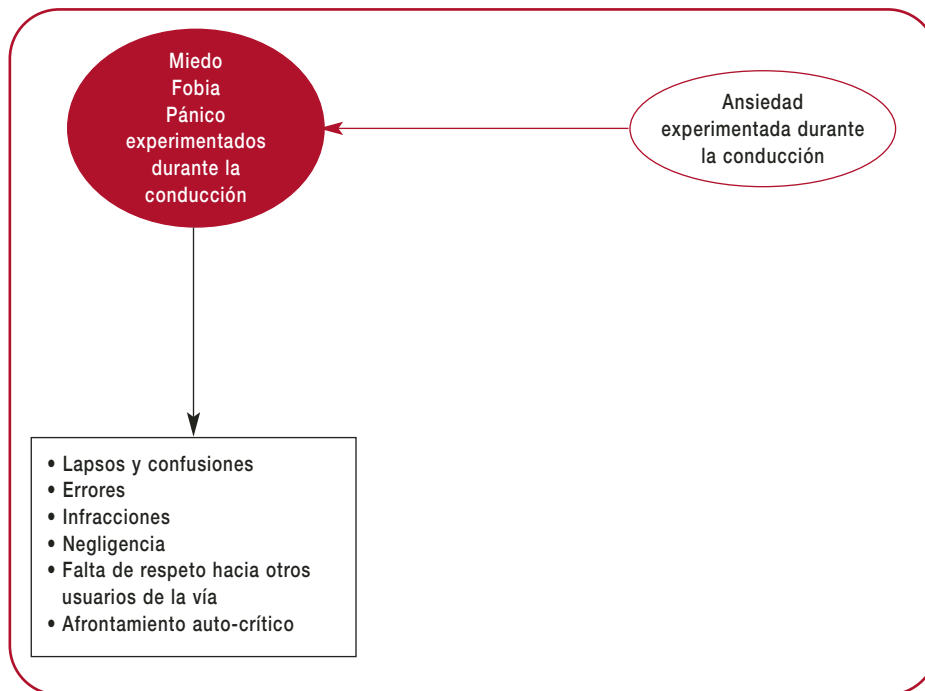 Miedo
Fobia
Pánico
experimentados
durante la
conducción
Ansiedad
experimentada durante
la conducción
• Lapsos y confusiones
• Errores
• Infracciones
• Negligencia
• Falta de respeto hacia otros
usuarios de la vía
• Afrontamiento auto-crítico